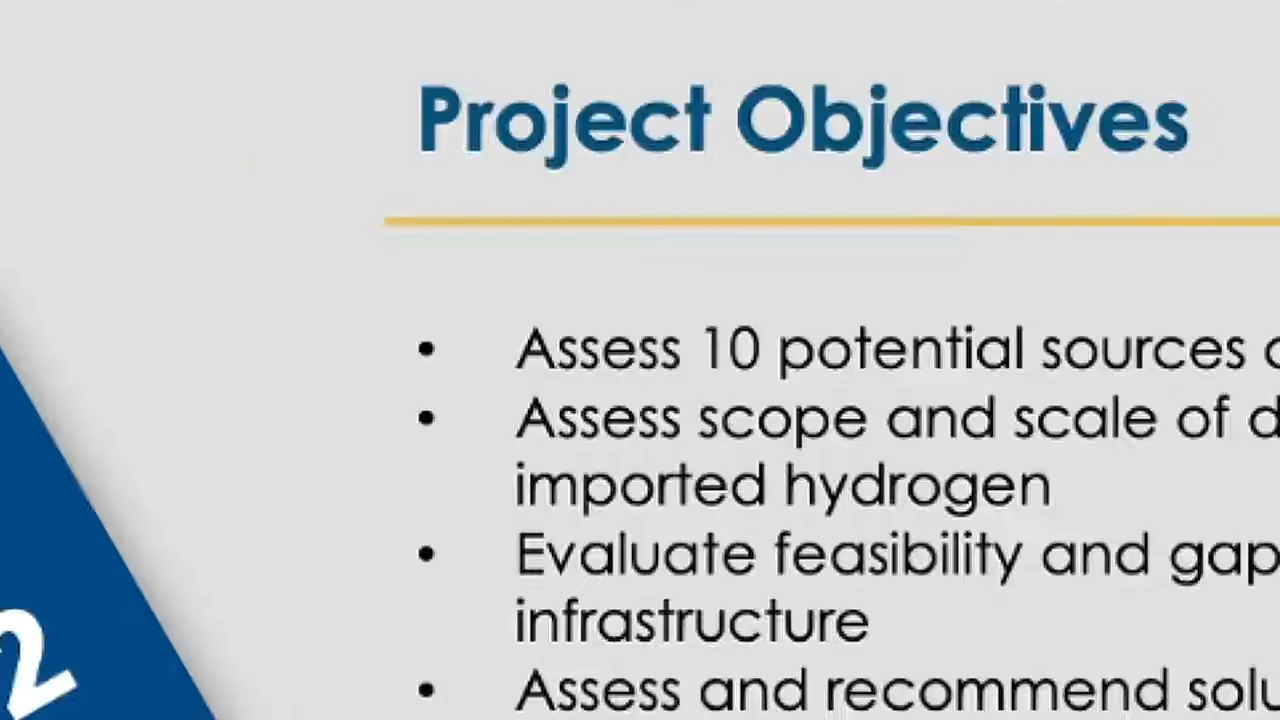 Project Objectives
• Assess 10 potential sources
• Assess scope and scale of
imported hydrogen
• Evaluate feasibility and
infrastructure
• Assess and recommend
2